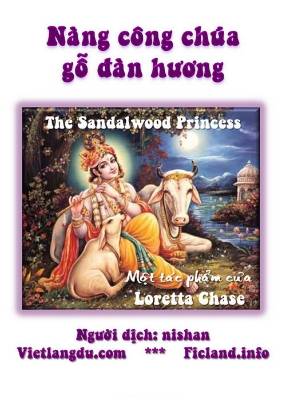 Nàng công chúa
gỗ đàn hương
The Sandalwood Princess
Một tác phẩm của
Loretta Chase
Người dịch: nishan
Vietlangdu.com *** Ficland.info